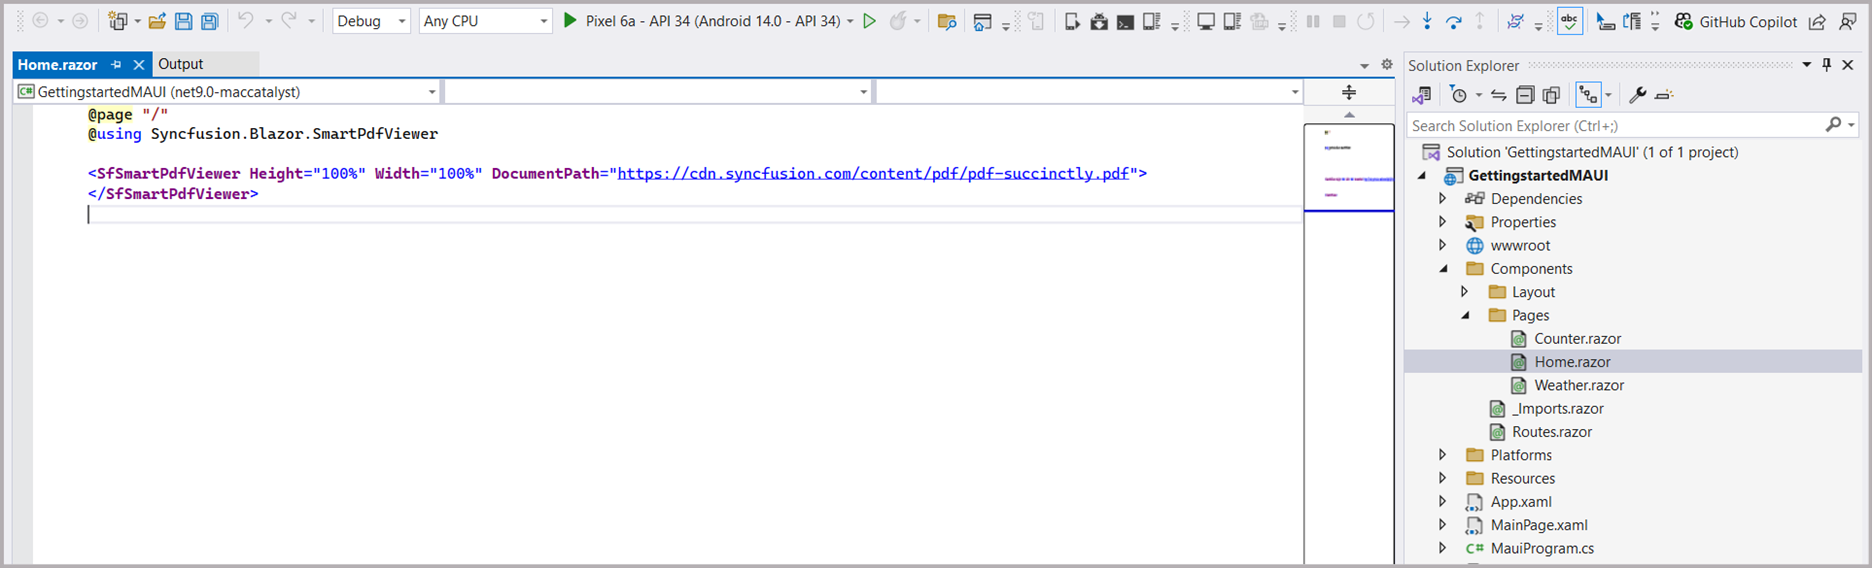 Debug Any CPU Pixel 6a - API 34 (Android 14.0 - API 34) abc GitHub Copilot
Home.razor Output
C# GettingstartedMAUI (net9.0-maccatalyst)
@page "/"
@using Syncfusion.Blazor.SmartPdfViewer
<SfSmartPdfViewer Height="100%" Width="100%" DocumentPath="https://cdn.syncfusion.com/content/pdf/pdf-succinctly.pdf">
</SfSmartPdfViewer>
Solution Explorer
Search Solution Explorer (Ctrl+;)
Solution 'GettingstartedMAUI' (1 of 1 project)
GettingstartedMAUI
Dependencies
Properties
wwwroot
Components
Layout
Pages
Counter.razor
Home.razor
Weather.razor
_Imports.razor
Routes.razor
Platforms
Resources
App.xaml
MainPage.xaml
C# MauiProgram.cs